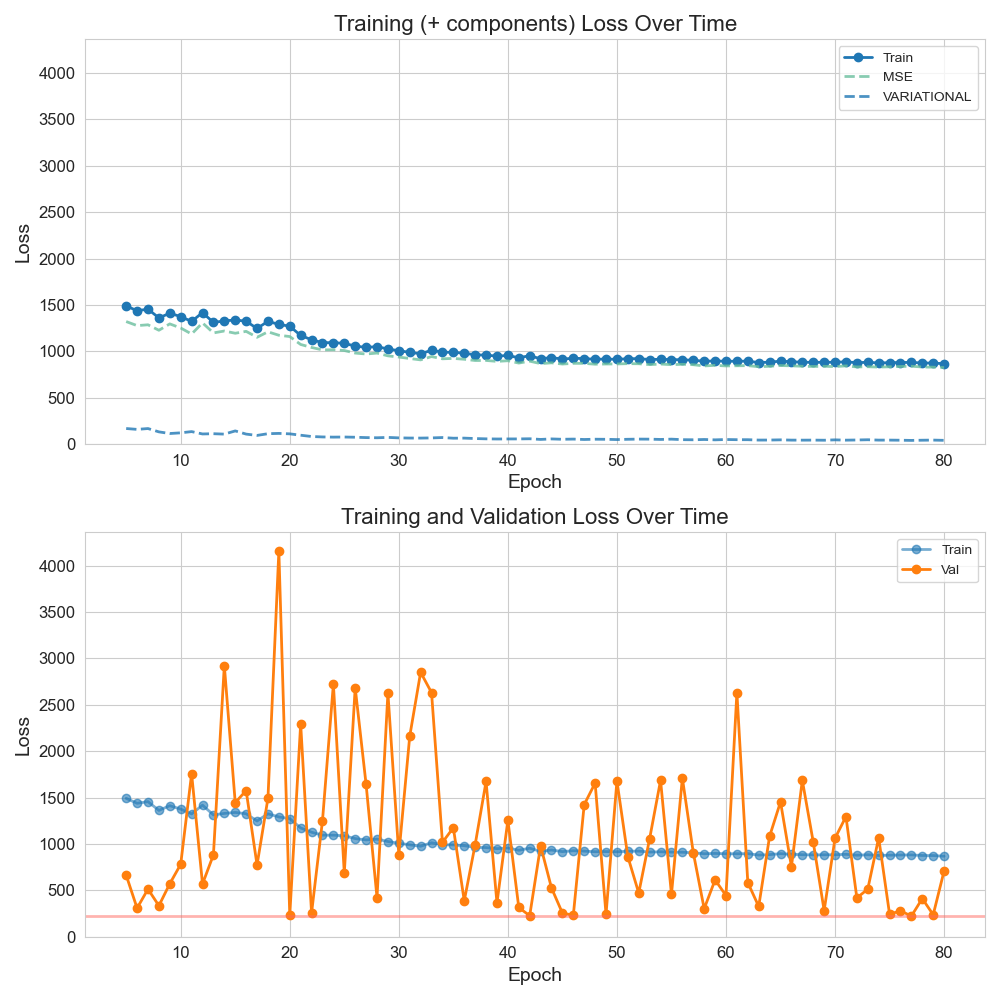 Training (+ components) Loss Over Time
4000
3500
3000
2500
2000
1500
1000
500
0
Loss
Train
MSE
VARIATIONAL
10 20 30 40 50 60 70 80
Epoch
Training and Validation Loss Over Time
4000
3500
3000
2500
2000
1500
1000
500
0
Loss
Train
Val
10 20 30 40 50 60 70 80
Epoch